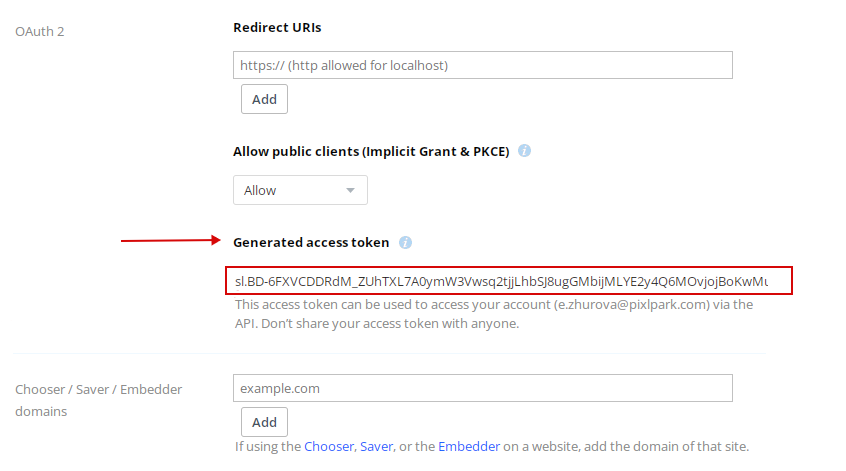 OAuth 2
Redirect URIs
https:// (http allowed for localhost)
Add
Allow public clients (Implicit Grant & PKCE)
Allow
Generated access token
sl.BD-6FXVCDDRdM_ZUhTXL7A0ymW3Vwsq2tjjLhbSJ8ugGMbijMLYE2y4Q6MOvjojBoKwMu
This access token can be used to access your account (e.zhurova@pixlpark.com) via the
API. Don’t share your access token with anyone.
Chooser / Saver / Embedder
domains
example.com
Add
If using the Chooser, Saver, or the Embedder on a website, add the domain of that site.